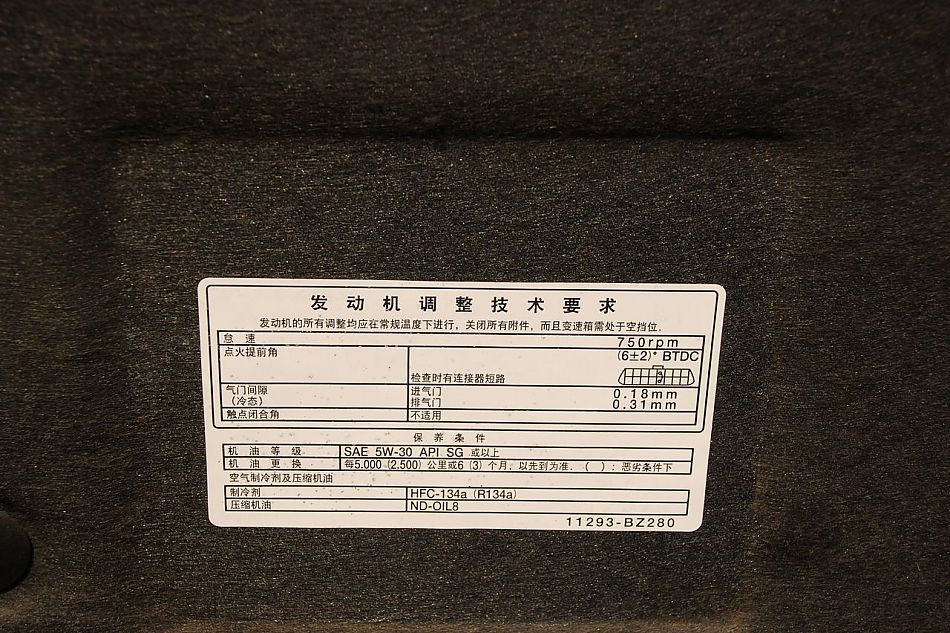 发动机调整技术要求
发动机的所有调整均应在常规温度下进行，关闭所有附件，而且变速箱需处于空挡位.
怠 速 750rpm
点火提前角 (6±2)° BTDC
检查时有连接器短路
气门间隙 进气门 0.18mm
（冷态） 排气门 0.31mm
触点闭合角 不适用
保 养 条 件
机 油 等 级 SAE 5W-30 API SG 或以上
机 油 更 换 每5.000 (2.500) 公里或6 (3) 个月，以先到为准．（ ）：恶劣条件下
空气制冷剂及压缩机油
制冷剂 HFC-134a (R134a)
压缩机油 ND-OIL8
11293-BZ280